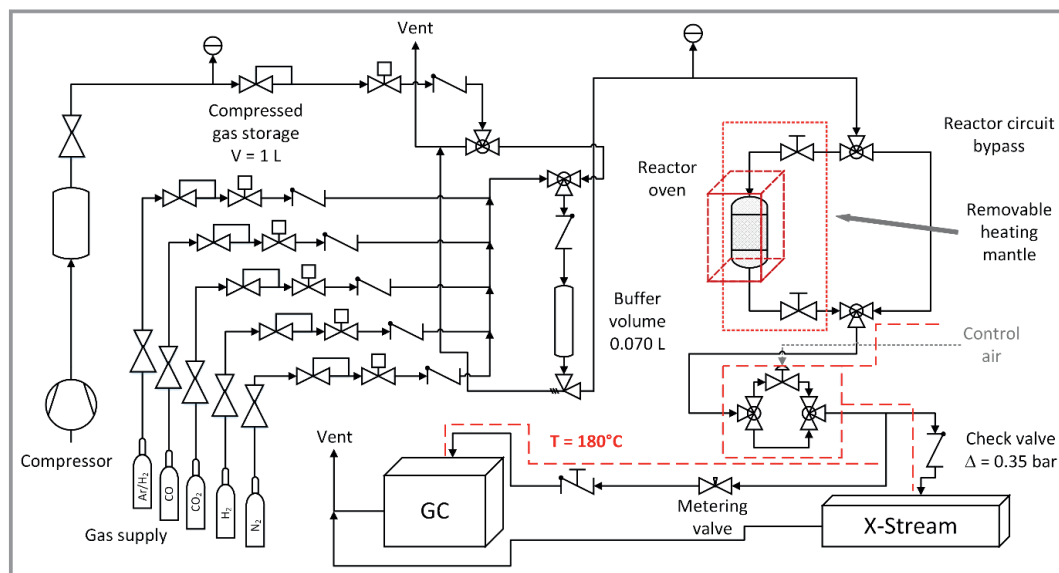 Vent
Compressed
gas storage
V = 1 L
Reactor circuit
bypass
Reactor
oven
Removable
heating
mantle
Buffer
volume
0.070 L
Control
air
Compressor
Ar/H₂
CO
CO₂
H₂
N₂
Gas supply
Vent
T = 180°C
GC
Metering
valve
Check valve
Δ = 0.35 bar
X-Stream